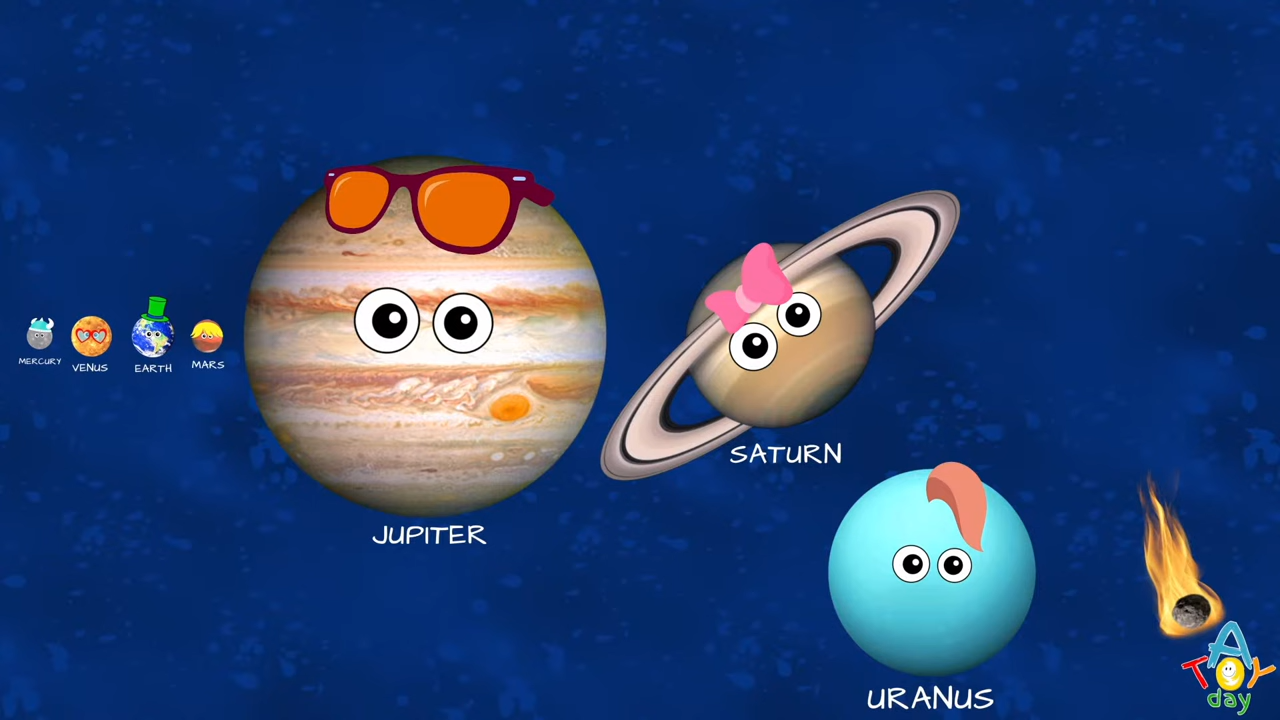 MERCURY
VENUS
EARTH
MARS
JUPITER
SATURN
URANUS
A
TOY
day